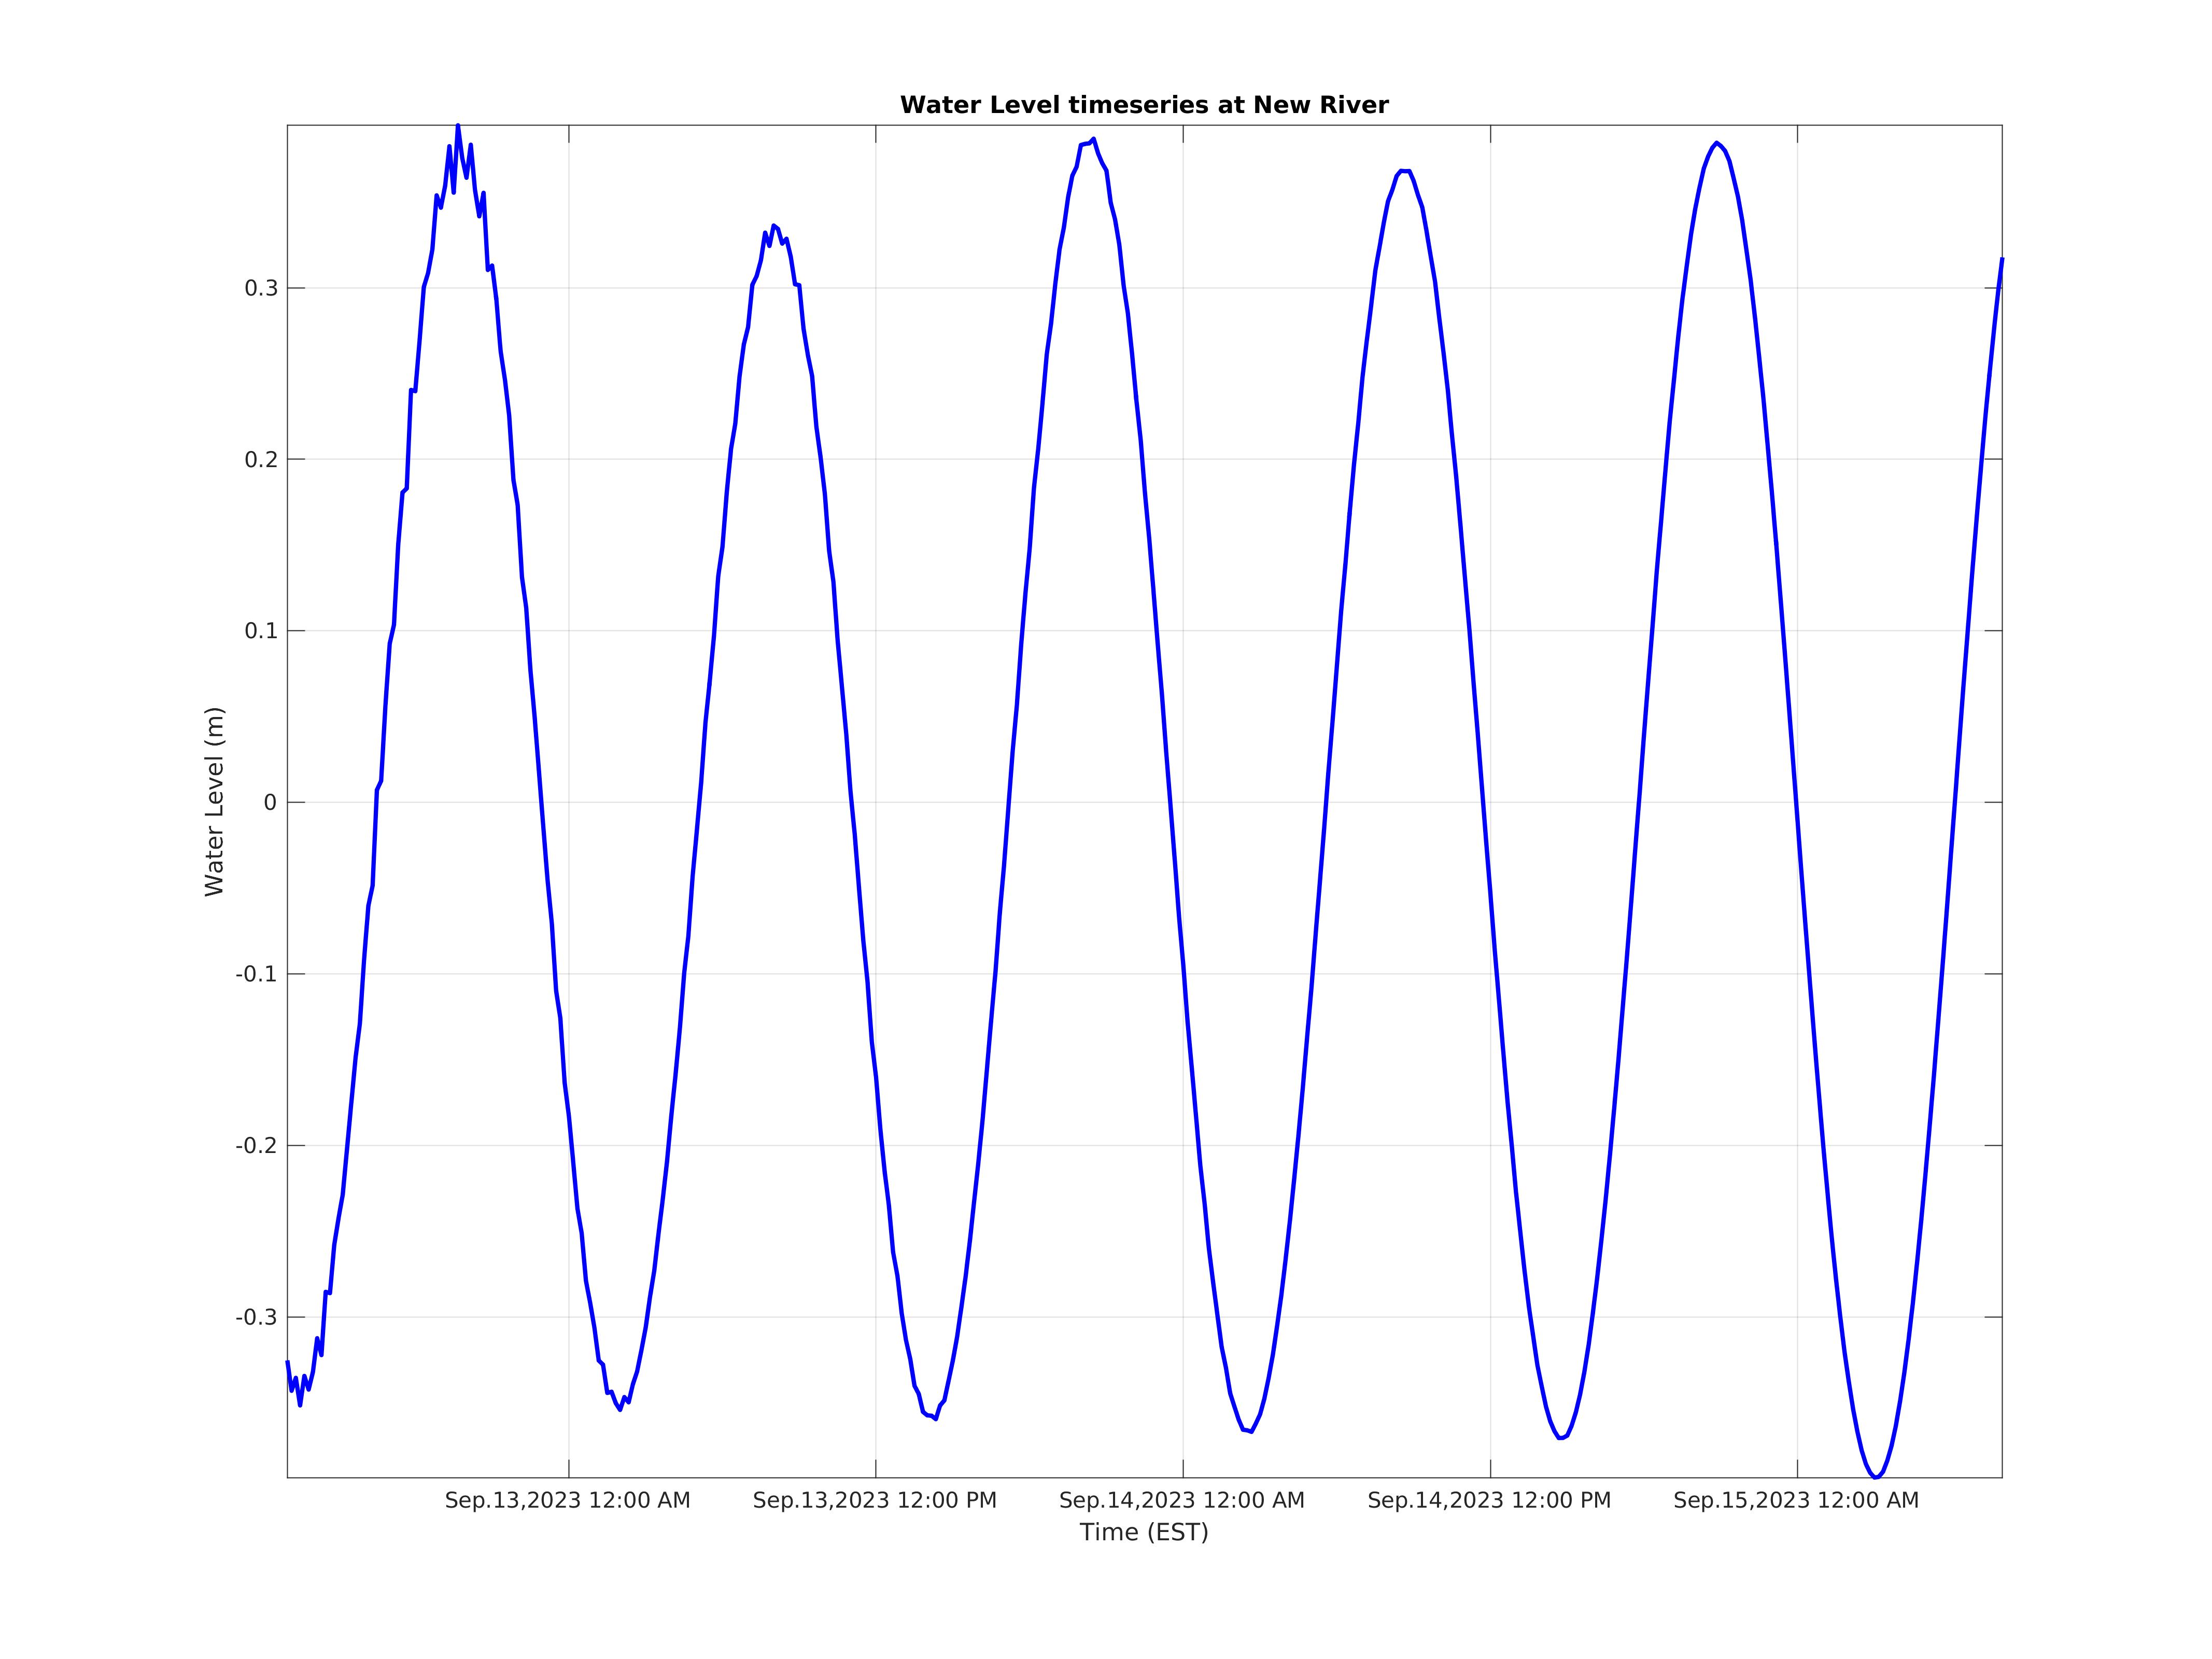 Water Level timeseries at New River
0.3
0.2
0.1
0
-0.1
-0.2
-0.3
Water Level (m)
Sep.13,2023 12:00 AM
Sep.13,2023 12:00 PM
Sep.14,2023 12:00 AM
Sep.14,2023 12:00 PM
Sep.15,2023 12:00 AM
Time (EST)